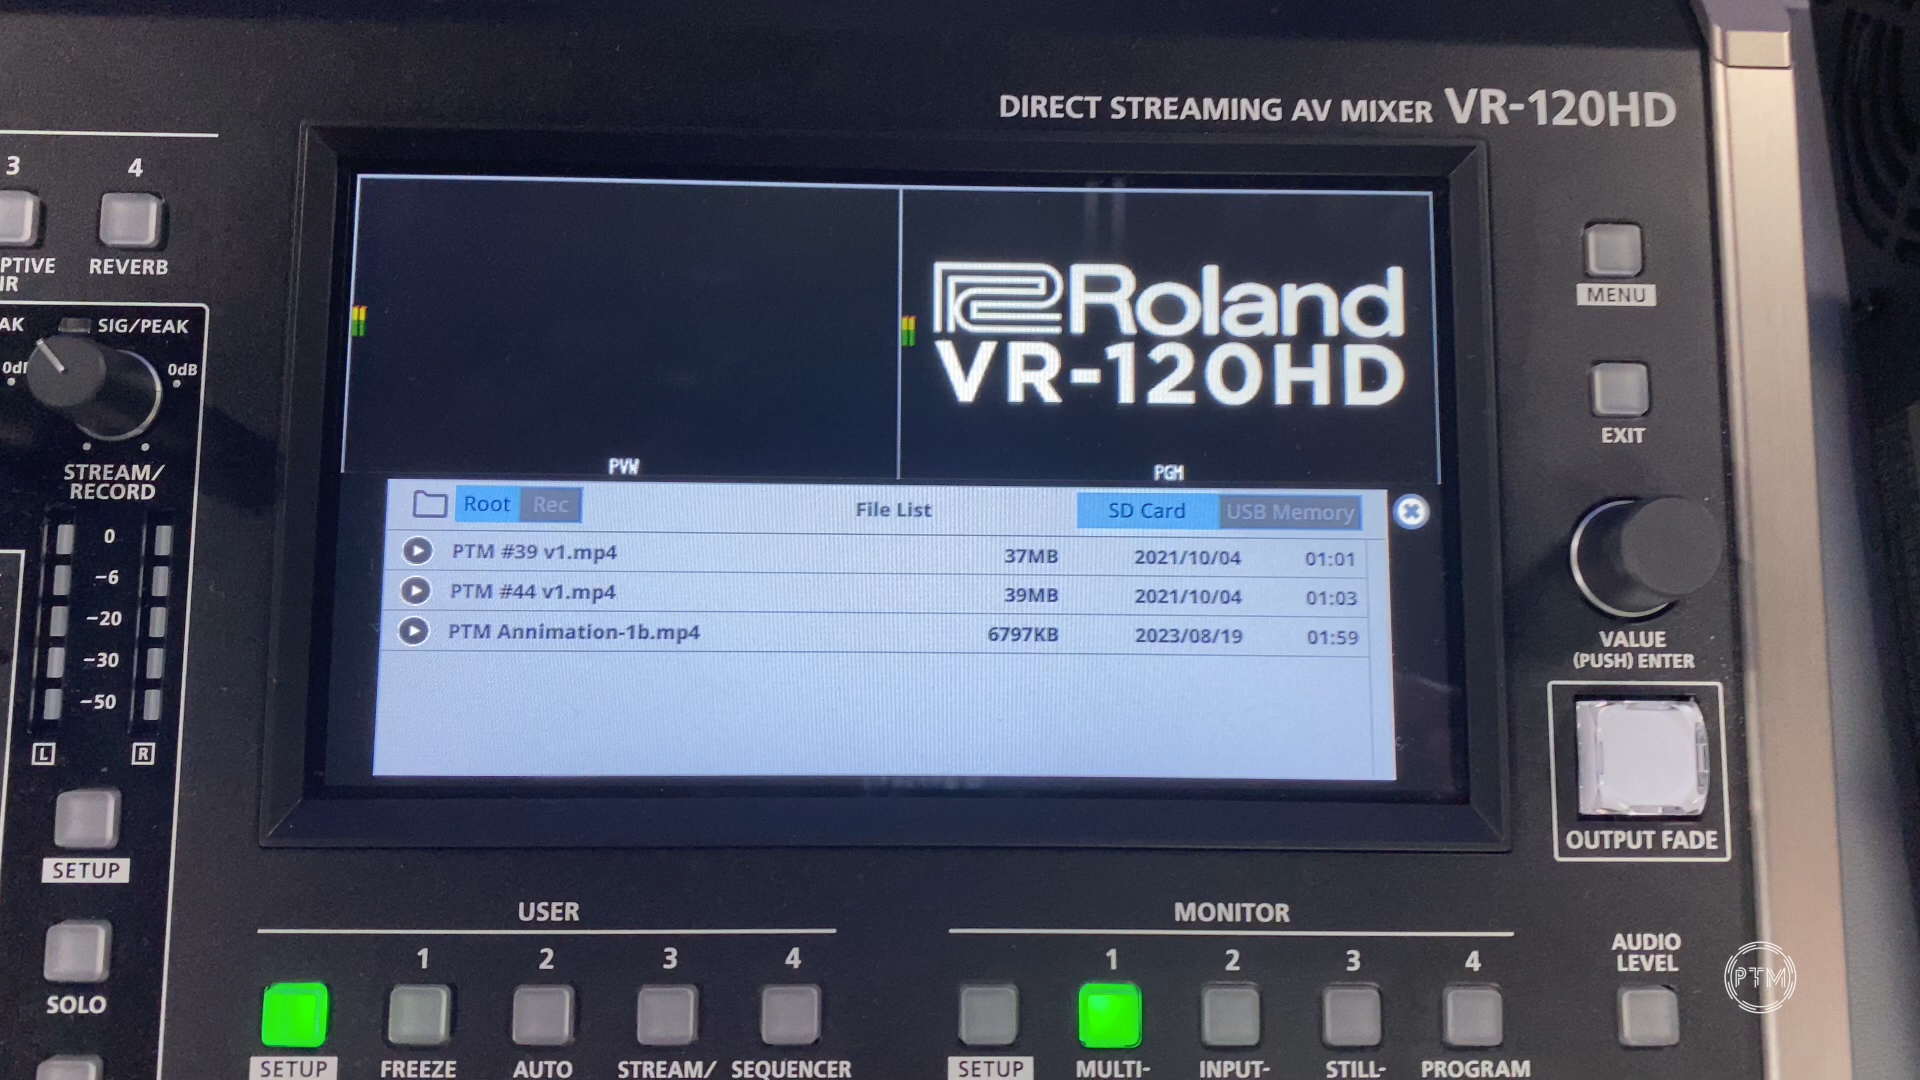 DIRECT STREAMING AV MIXER VR-120HD
3 4
PTIVE
IR
REVERB
AK SIG/PEAK
0dB
STREAM/
RECORD
0
-6
-20
-30
-50
L R
SETUP
SOLO
Roland
VR-120HD
PVW PGM
Root Rec File List SD Card USB Memory
PTM #39 v1.mp4 37MB 2021/10/04 01:01
PTM #44 v1.mp4 39MB 2021/10/04 01:03
PTM Annimation-1b.mp4 6797KB 2023/08/19 01:59
MENU
EXIT
VALUE
(PUSH) ENTER
OUTPUT FADE
USER
1 2 3 4
SETUP FREEZE AUTO STREAM/ SEQUENCER
MONITOR
1 2 3 4
SETUP MULTI- INPUT- STILL- PROGRAM
AUDIO
LEVEL
PTM